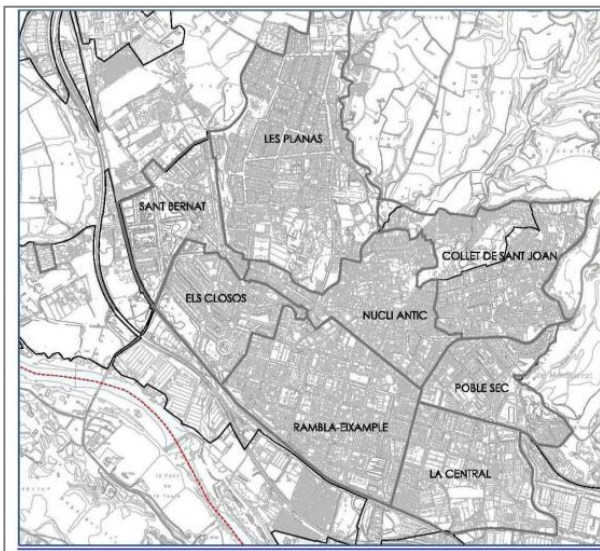 LES PLANAS
SANT BERNAT
COLLET DE SANT JOAN
ELS CLOSOS
NUCLI ANTIC
POBLE SEC
RAMBLA-EIXAMPLE
LA CENTRAL